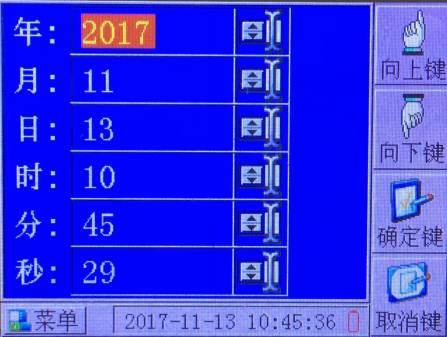 年: 2017
月: 11
日: 13
时: 10
分: 45
秒: 29
向上键
向下键
确定键
取消键
菜单 2017-11-13 10:45:36